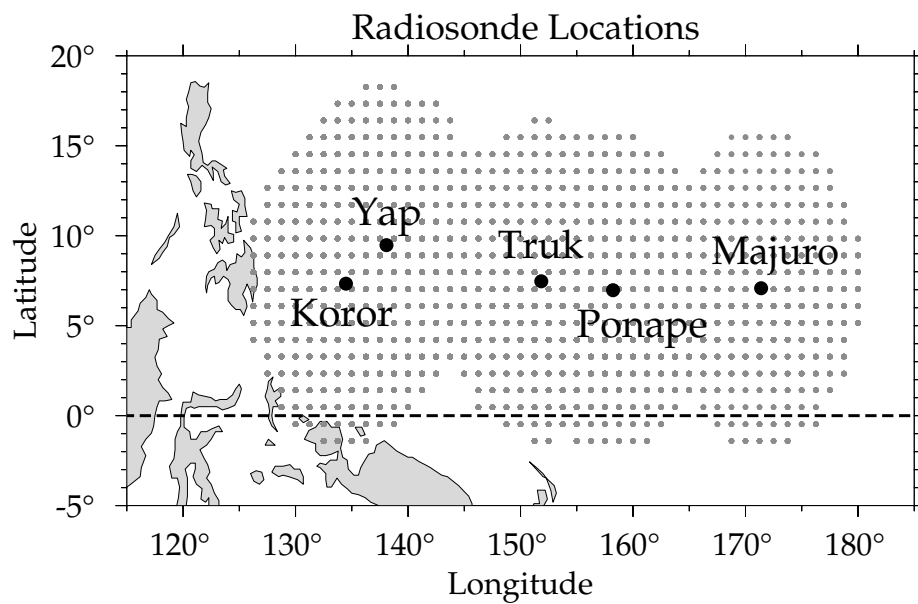 Radiosonde Locations
20°
15°
10°
5°
0°
-5°
Latitude
Yap
Truk
Majuro
Koror
Ponape
120° 130° 140° 150° 160° 170° 180°
Longitude